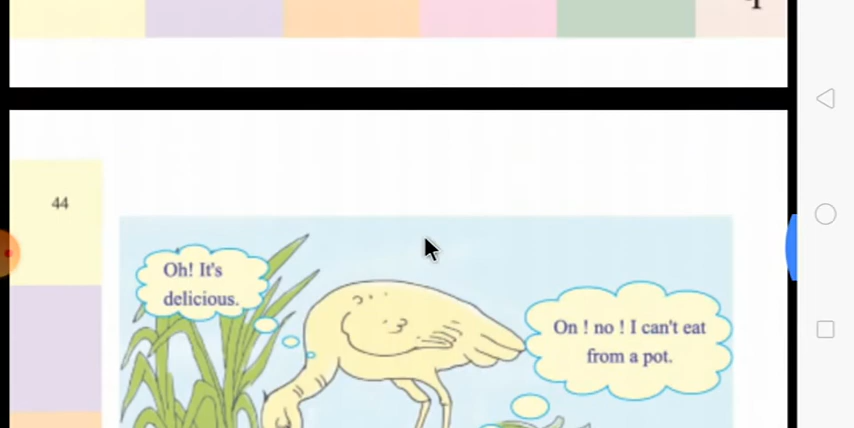 44
Oh! It's
delicious.
On ! no ! I can't eat
from a pot.